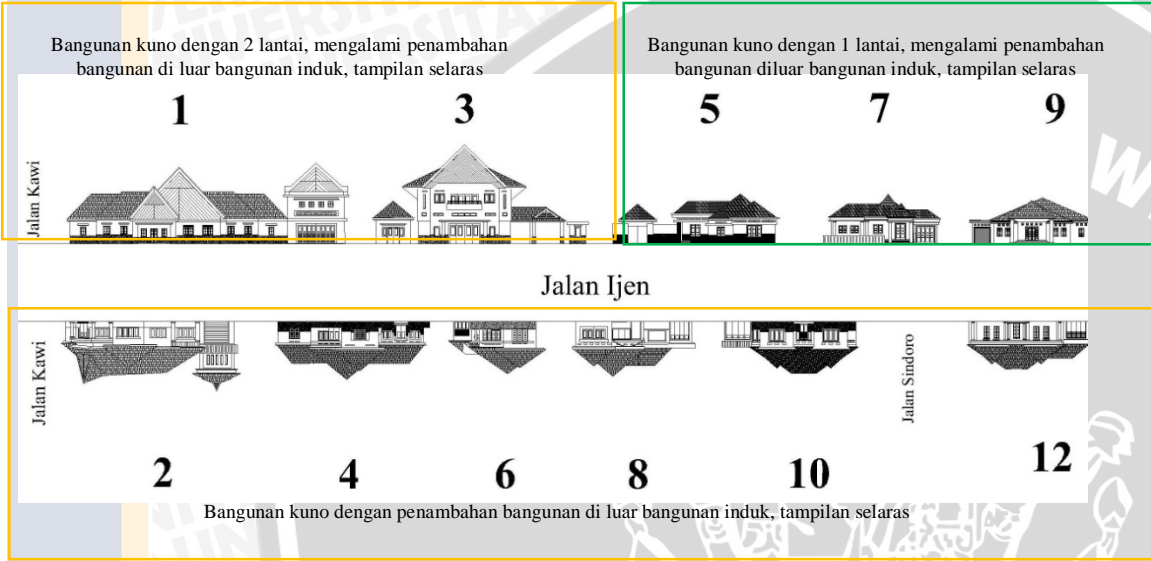 Bangunan kuno dengan 2 lantai, mengalami penambahan
bangunan di luar bangunan induk, tampilan selaras
Bangunan kuno dengan 1 lantai, mengalami penambahan
bangunan diluar bangunan induk, tampilan selaras
1
3
5
7
9
Jalan Kawi
Jalan Ijen
Jalan Kawi
Jalan Sindoro
2
4
6
8
10
12
Bangunan kuno dengan penambahan bangunan di luar bangunan induk, tampilan selaras